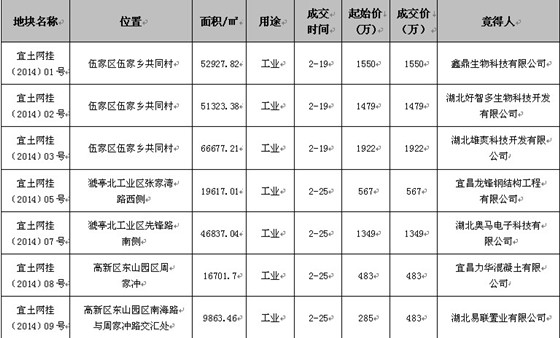 地块名称 位置 面积/㎡ 用途 成交时间 起始价(万) 成交价(万) 竟得人
宜土网挂(2014)01号 伍家区伍家乡共同村 52927.82 工业 2-19 1550 1550 鑫鼎生物科技有限公司
宜土网挂(2014)02号 伍家区伍家乡共同村 51323.38 工业 2-19 1479 1479 湖北好智多生物科技开发有限公司
宜土网挂(2014)03号 伍家区伍家乡共同村 66677.21 工业 2-19 1922 1922 湖北雄爽科技开发有限公司
宜土网挂(2014)05号 猇亭北工业区张家湾路西侧 19617.01 工业 2-25 567 567 宜昌龙锋钢结构工程有限公司
宜土网挂(2014)07号 猇亭北工业区先锋路南侧 46837.04 工业 2-25 1349 1349 湖北奥马电子科技有限公司
宜土网挂(2014)08号 高新区东山园区周家冲 16701.7 工业 2-25 483 483 宜昌力华混凝土有限公司
宜土网挂(2014)09号 高新区东山园区南海路与周家冲路交汇处 9863.46 工业 2-25 285 483 湖北易联置业有限公司